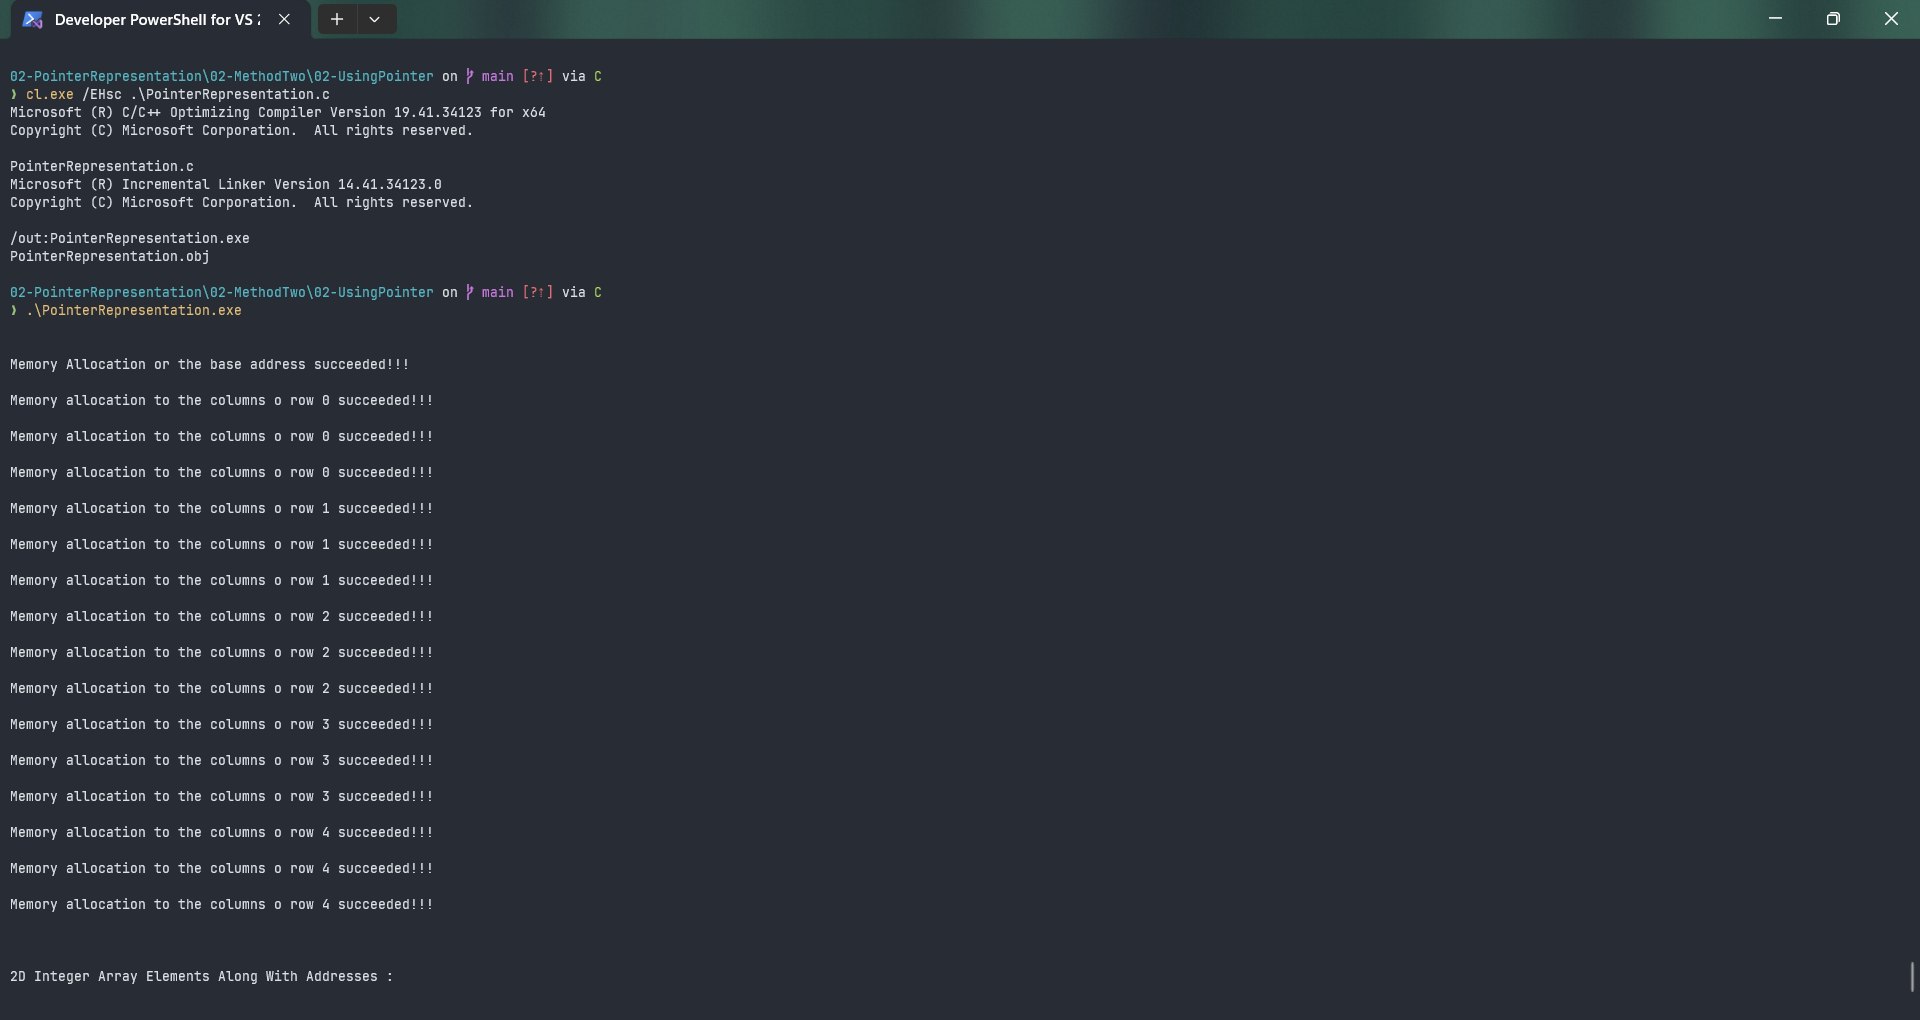 Developer PowerShell for VS 2
02-PointerRepresentation\02-MethodTwo\02-UsingPointer on main [?↑] via C
❯ cl.exe /EHsc .\PointerRepresentation.c
Microsoft (R) C/C++ Optimizing Compiler Version 19.41.34123 for x64
Copyright (C) Microsoft Corporation.  All rights reserved.
PointerRepresentation.c
Microsoft (R) Incremental Linker Version 14.41.34123.0
Copyright (C) Microsoft Corporation.  All rights reserved.
/out:PointerRepresentation.exe
PointerRepresentation.obj
02-PointerRepresentation\02-MethodTwo\02-UsingPointer on main [?↑] via C
❯ .\PointerRepresentation.exe
Memory Allocation or the base address succeeded!!!
Memory allocation to the columns o row 0 succeeded!!!
Memory allocation to the columns o row 0 succeeded!!!
Memory allocation to the columns o row 0 succeeded!!!
Memory allocation to the columns o row 1 succeeded!!!
Memory allocation to the columns o row 1 succeeded!!!
Memory allocation to the columns o row 1 succeeded!!!
Memory allocation to the columns o row 2 succeeded!!!
Memory allocation to the columns o row 2 succeeded!!!
Memory allocation to the columns o row 2 succeeded!!!
Memory allocation to the columns o row 3 succeeded!!!
Memory allocation to the columns o row 3 succeeded!!!
Memory allocation to the columns o row 3 succeeded!!!
Memory allocation to the columns o row 4 succeeded!!!
Memory allocation to the columns o row 4 succeeded!!!
Memory allocation to the columns o row 4 succeeded!!!
2D Integer Array Elements Along With Addresses :